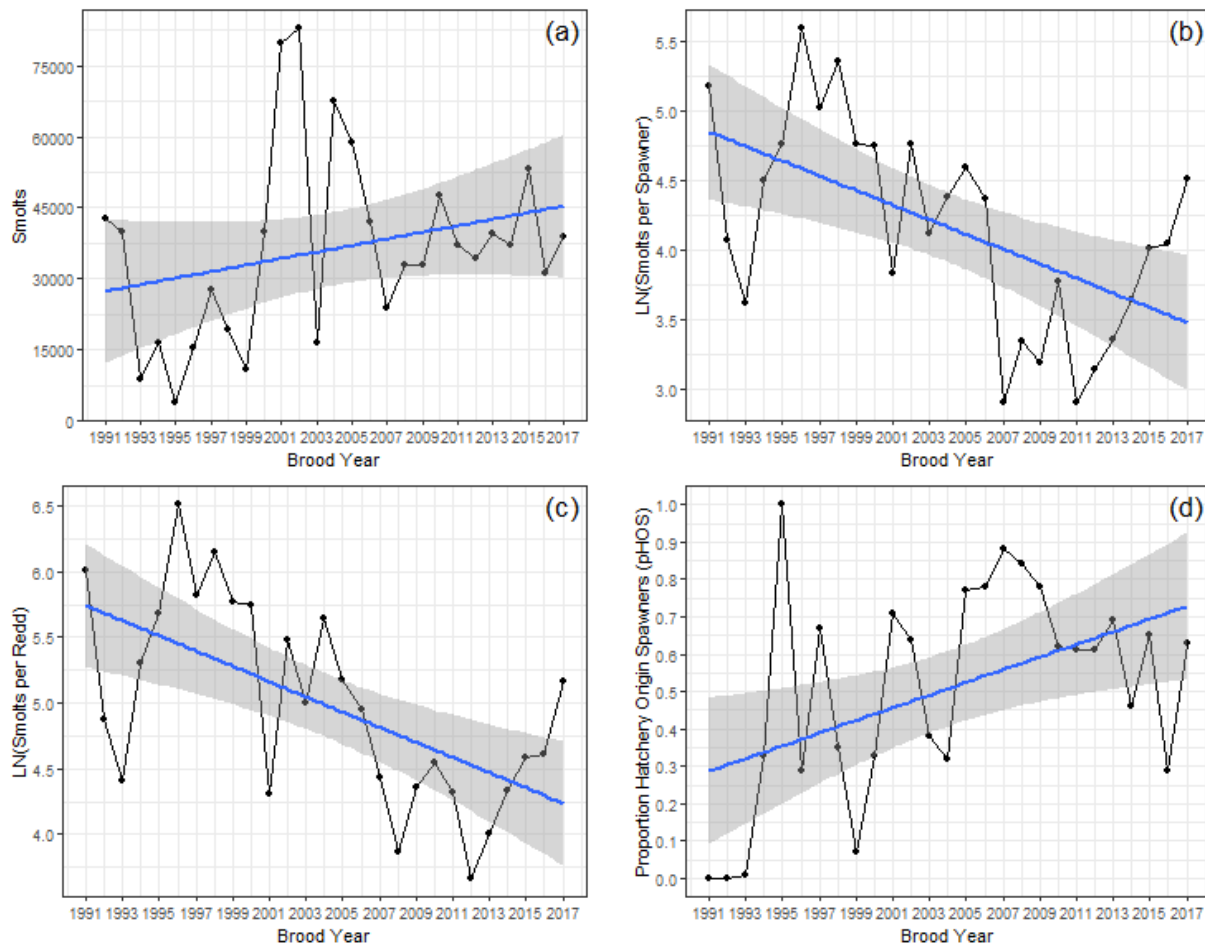 (a)
Smolts
75000
60000
45000
30000
15000
0
1991 1993 1995 1997 1999 2001 2003 2005 2007 2009 2011 2013 2015 2017
Brood Year
(b)
LN(Smolts per Spawner)
5.5
5.0
4.5
4.0
3.5
3.0
1991 1993 1995 1997 1999 2001 2003 2005 2007 2009 2011 2013 2015 2017
Brood Year
(c)
LN(Smolts per Redd)
6.5
6.0
5.5
5.0
4.5
4.0
1991 1993 1995 1997 1999 2001 2003 2005 2007 2009 2011 2013 2015 2017
Brood Year
(d)
Proportion Hatchery Origin Spawners (pHOS)
1.0
0.9
0.8
0.7
0.6
0.5
0.4
0.3
0.2
0.1
0.0
1991 1993 1995 1997 1999 2001 2003 2005 2007 2009 2011 2013 2015 2017
Brood Year